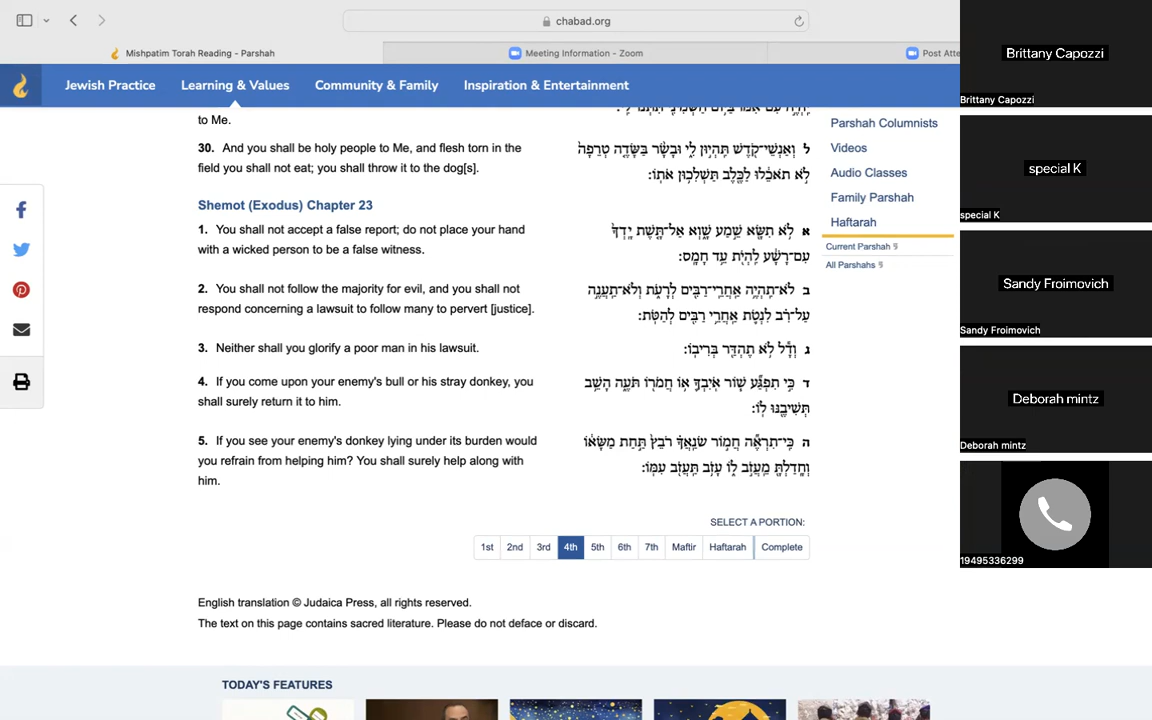 chabad.org
Mishpatim Torah Reading - Parshah
Meeting Information - Zoom
Post Atte
Jewish Practice
Learning & Values
Community & Family
Inspiration & Entertainment
to Me.
30. And you shall be holy people to Me, and flesh torn in the
field you shall not eat; you shall throw it to the dog[s].
ל וְאַנְשֵׁי־קֹ֖דֶשׁ תִּֽהְי֣וּן לִ֑י וּבָשָׂ֨ר בַּשָּׂדֶ֤ה טְרֵפָה֙
לֹ֣א תֹאכֵ֔לוּ לַכֶּ֖לֶב תַּשְׁלִכ֥וּן אֹתֽוֹ:
Shemot (Exodus) Chapter 23
1. You shall not accept a false report; do not place your hand
with a wicked person to be a false witness.
א לֹ֥א תִשָּׂ֖א שֵׁ֣מַע שָׁ֑וְא אַל־תָּ֤שֶׁת יָֽדְךָ֙
עִם־רָשָׁ֔ע לִֽהְיֹ֖ת עֵ֥ד חָמָֽס:
2. You shall not follow the majority for evil, and you shall not
respond concerning a lawsuit to follow many to pervert [justice].
ב לֹא־תִֽהְיֶ֥ה אַֽחֲרֵי־רַבִּ֖ים לְרָעֹ֑ת וְלֹא־תַֽעֲנֶ֣ה
עַל־רִ֗ב לִנְטֹ֛ת אַֽחֲרֵ֥י רַבִּ֖ים לְהַטֹּֽת:
3. Neither shall you glorify a poor man in his lawsuit.
ג וְדָ֕ל לֹ֥א תֶהְדַּ֖ר בְּרִיבֽוֹ:
4. If you come upon your enemy's bull or his stray donkey, you
shall surely return it to him.
ד כִּ֣י תִפְגַּ֞ע שׁ֧וֹר אֹֽיִבְךָ֛ א֥וֹ חֲמֹר֖וֹ תֹּעֶ֑ה הָשֵׁ֥ב
תְּשִׁיבֶ֖נּוּ לֽוֹ:
5. If you see your enemy's donkey lying under its burden would
you refrain from helping him? You shall surely help along with
him.
ה כִּֽי־תִרְאֶ֞ה חֲמ֣וֹר שֹׂנַֽאֲךָ֗ רֹבֵץ֙ תַּ֣חַת מַשָּׂא֔וֹ
וְחָֽדַלְתָּ֖ מֵֽעֲזֹ֣ב ל֑וֹ עָזֹ֥ב תַּֽעֲזֹ֖ב עִמּֽוֹ:
SELECT A PORTION:
1st 2nd 3rd 4th 5th 6th 7th Maftir Haftarah Complete
English translation © Judaica Press, all rights reserved.
The text on this page contains sacred literature. Please do not deface or discard.
TODAY'S FEATURES
Parshah Columnists
Videos
Audio Classes
Family Parshah
Haftarah
Current Parshah
All Parshahs
Brittany Capozzi
Brittany Capozzi
special K
special K
Sandy Froimovich
Sandy Froimovich
Deborah mintz
Deborah mintz
19495336299